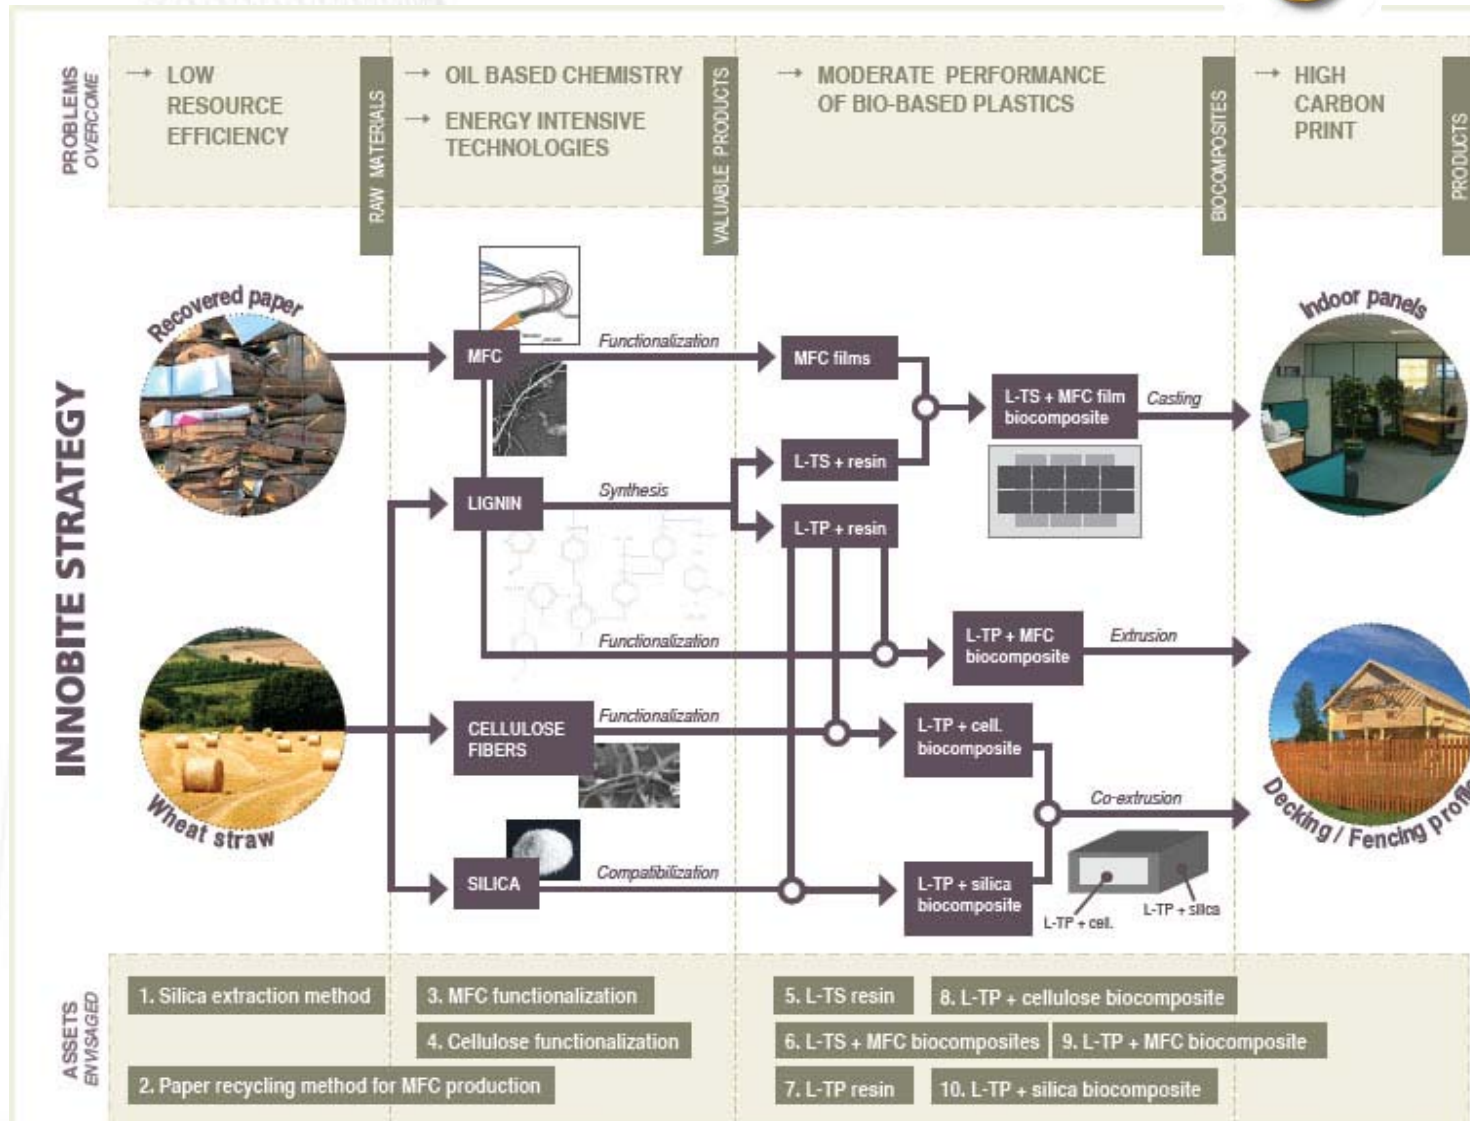 PROBLEMS
OVERCOME
→ LOW
RESOURCE
EFFICIENCY
RAW MATERIALS
→ OIL BASED CHEMISTRY
→ ENERGY INTENSIVE
TECHNOLOGIES
VALUABLE PRODUCTS
→ MODERATE PERFORMANCE
OF BIO-BASED PLASTICS
BIOCOMPOSITES
→ HIGH
CARBON
PRINT
PRODUCTS
INNOBITE STRATEGY
Recovered paper
MFC
Functionalization
MFC films
L-TS + MFC film
biocomposite
Casting
Indoor panels
LIGNIN
Synthesis
L-TS + resin
L-TP + resin
Functionalization
L-TP + MFC
biocomposite
Extrusion
Wheat straw
CELLULOSE
FIBERS
Functionalization
L-TP + cell.
biocomposite
Co-extrusion
Decking / Fencing profile
SILICA
Compatibilization
L-TP + silica
biocomposite
L-TP + cell.
L-TP + silica
ASSETS
ENVISAGED
1. Silica extraction method
2. Paper recycling method for MFC production
3. MFC functionalization
4. Cellulose functionalization
5. L-TS resin
6. L-TS + MFC biocomposites
7. L-TP resin
8. L-TP + cellulose biocomposite
9. L-TP + MFC biocomposite
10. L-TP + silica biocomposite